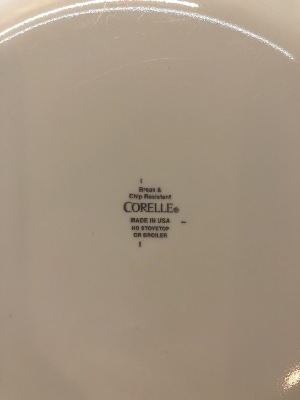 Break &
Chip Resistant
CORELLE®
MADE IN USA
NO STOVETOP
OR BROILER